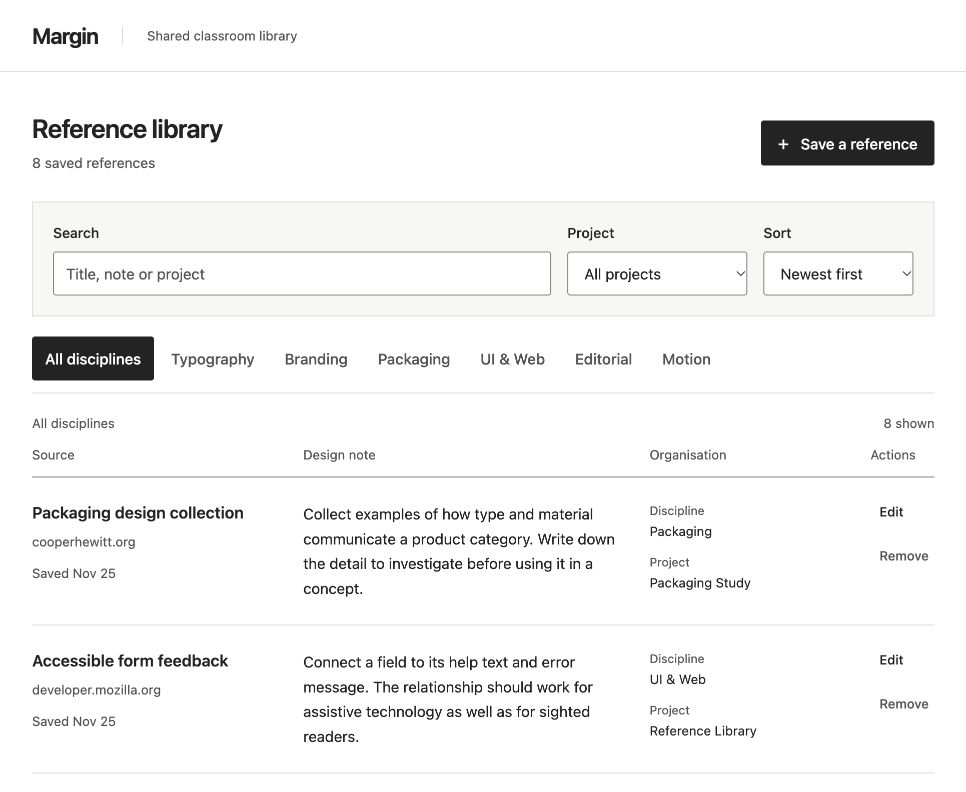 Margin
Shared classroom library
Reference library
8 saved references
+ Save a reference
Search
Project
Sort
Title, note or project
All projects
Newest first
All disciplines
Typography
Branding
Packaging
UI & Web
Editorial
Motion
All disciplines
8 shown
Source
Design note
Organisation
Actions
Packaging design collection
cooperhewitt.org
Saved Nov 25
Collect examples of how type and material
communicate a product category. Write down
the detail to investigate before using it in a
concept.
Discipline
Packaging
Project
Packaging Study
Edit
Remove
Accessible form feedback
developer.mozilla.org
Saved Nov 25
Connect a field to its help text and error
message. The relationship should work for
assistive technology as well as for sighted
readers.
Discipline
UI & Web
Project
Reference Library
Edit
Remove